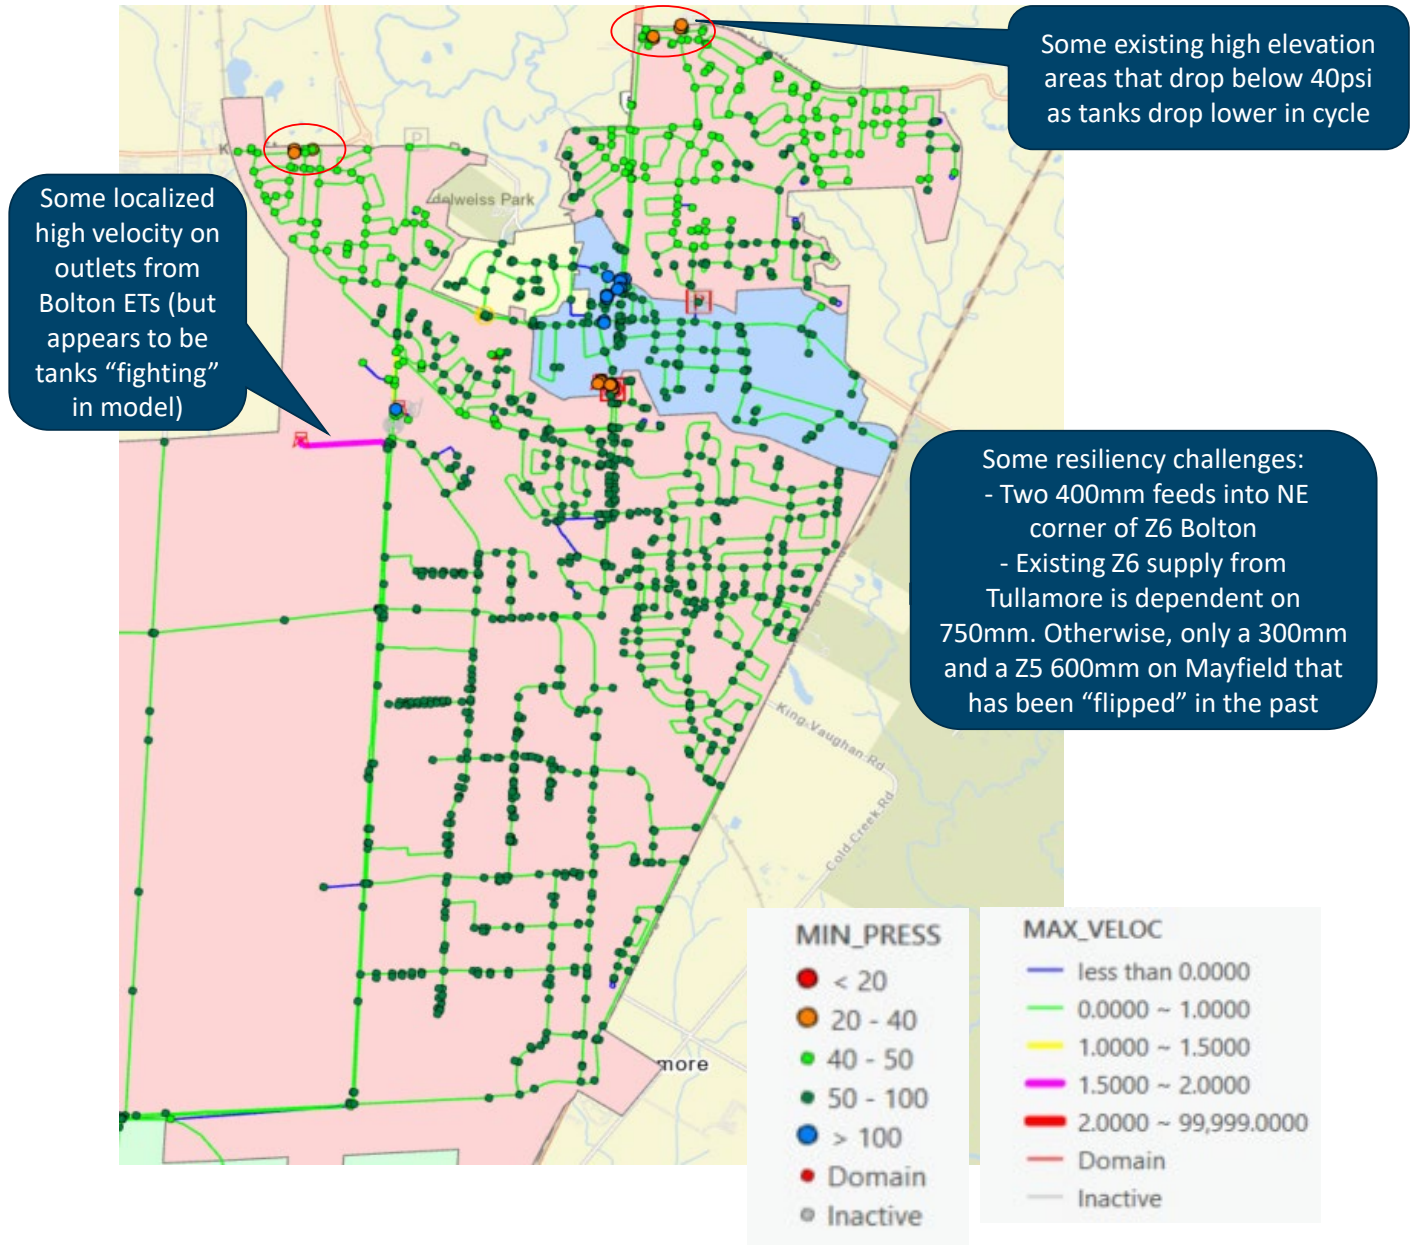 Some existing high elevation
areas that drop below 40psi
as tanks drop lower in cycle
Some localized
high velocity on
outlets from
Bolton ETs (but
appears to be
tanks “fighting”
in model)
delweiss Park
Some resiliency challenges:
- Two 400mm feeds into NE
corner of Z6 Bolton
- Existing Z6 supply from
Tullamore is dependent on
750mm. Otherwise, only a 300mm
and a Z5 600mm on Mayfield that
has been “flipped” in the past
King-Vaughan Rd
Cold Creek Rd
more
MIN_PRESS
< 20
20 - 40
40 - 50
50 - 100
> 100
Domain
Inactive
MAX_VELOC
less than 0.0000
0.0000 ~ 1.0000
1.0000 ~ 1.5000
1.5000 ~ 2.0000
2.0000 ~ 99,999.0000
Domain
Inactive